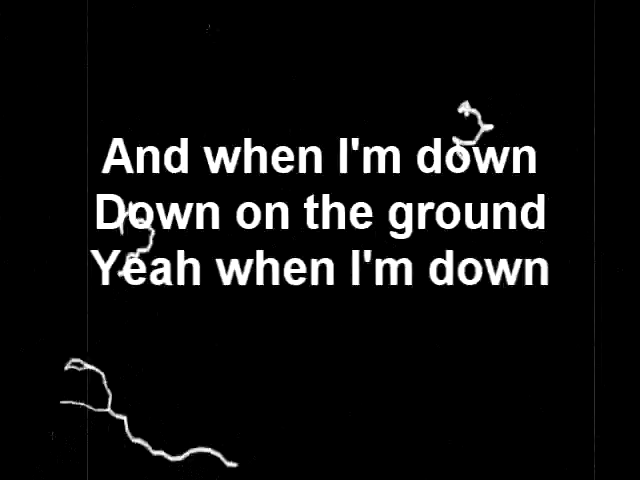 And when I'm down
Down on the ground
Yeah when I'm down